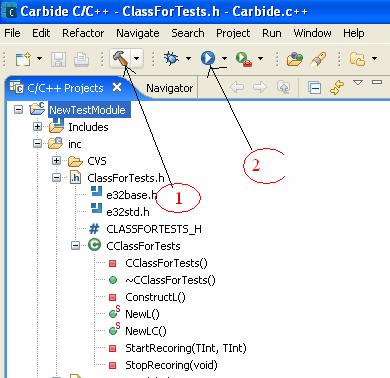 Carbide C/C++ - ClassForTests.h - Carbide.c++
File Edit Refactor Navigate Search Project Run Window Help
C/C++ Projects Navigator
NewTestModule
Includes
inc
CVS
ClassForTests.h
e32base.h
1
2
e32std.h
# CLASSFORTESTS_H
C CClassForTests
CClassForTests()
~CClassForTests()
ConstructL()
S NewL()
S NewLC()
StartRecoring(TInt, TInt)
StopRecoring(void)